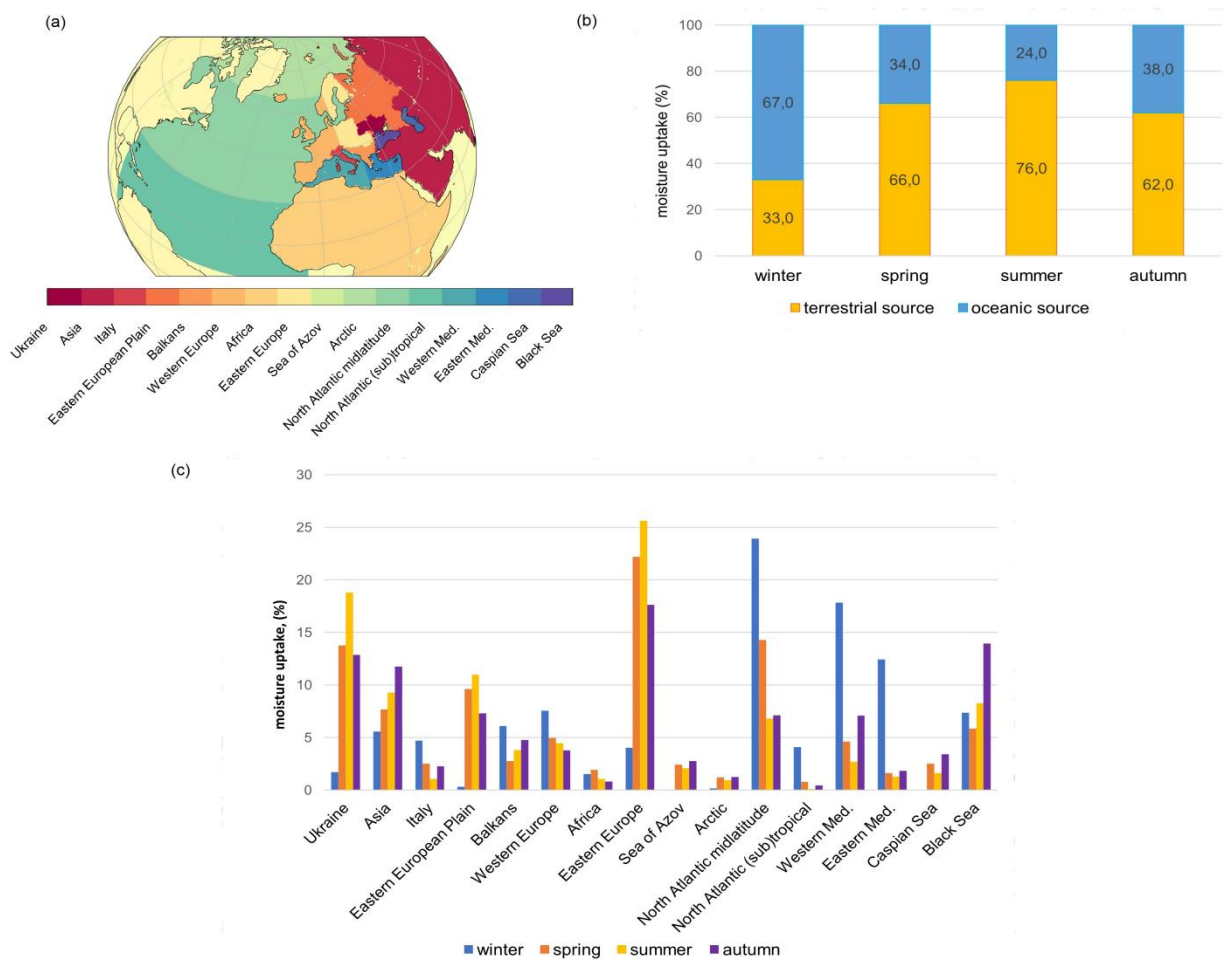 (a)
Ukraine
Asia
Italy
Eastern European Plain
Balkans
Western Europe
Africa
Eastern Europe
Sea of Azov
Arctic
North Atlantic midlatitude
North Atlantic (sub)tropical
Western Med.
Eastern Med.
Caspian Sea
Black Sea
(b)
moisture uptake (%)
100
80
60
40
20
0
67,0
33,0
34,0
66,0
24,0
76,0
38,0
62,0
winter spring summer autumn
terrestrial source oceanic source
(c)
moisture uptake, (%)
30
25
20
15
10
5
0
Ukraine
Asia
Italy
Eastern European Plain
Balkans
Western Europe
Africa
Eastern Europe
Sea of Azov
Arctic
North Atlantic midlatitude
North Atlantic (sub)tropical
Western Med.
Eastern Med.
Caspian Sea
Black Sea
winter spring summer autumn